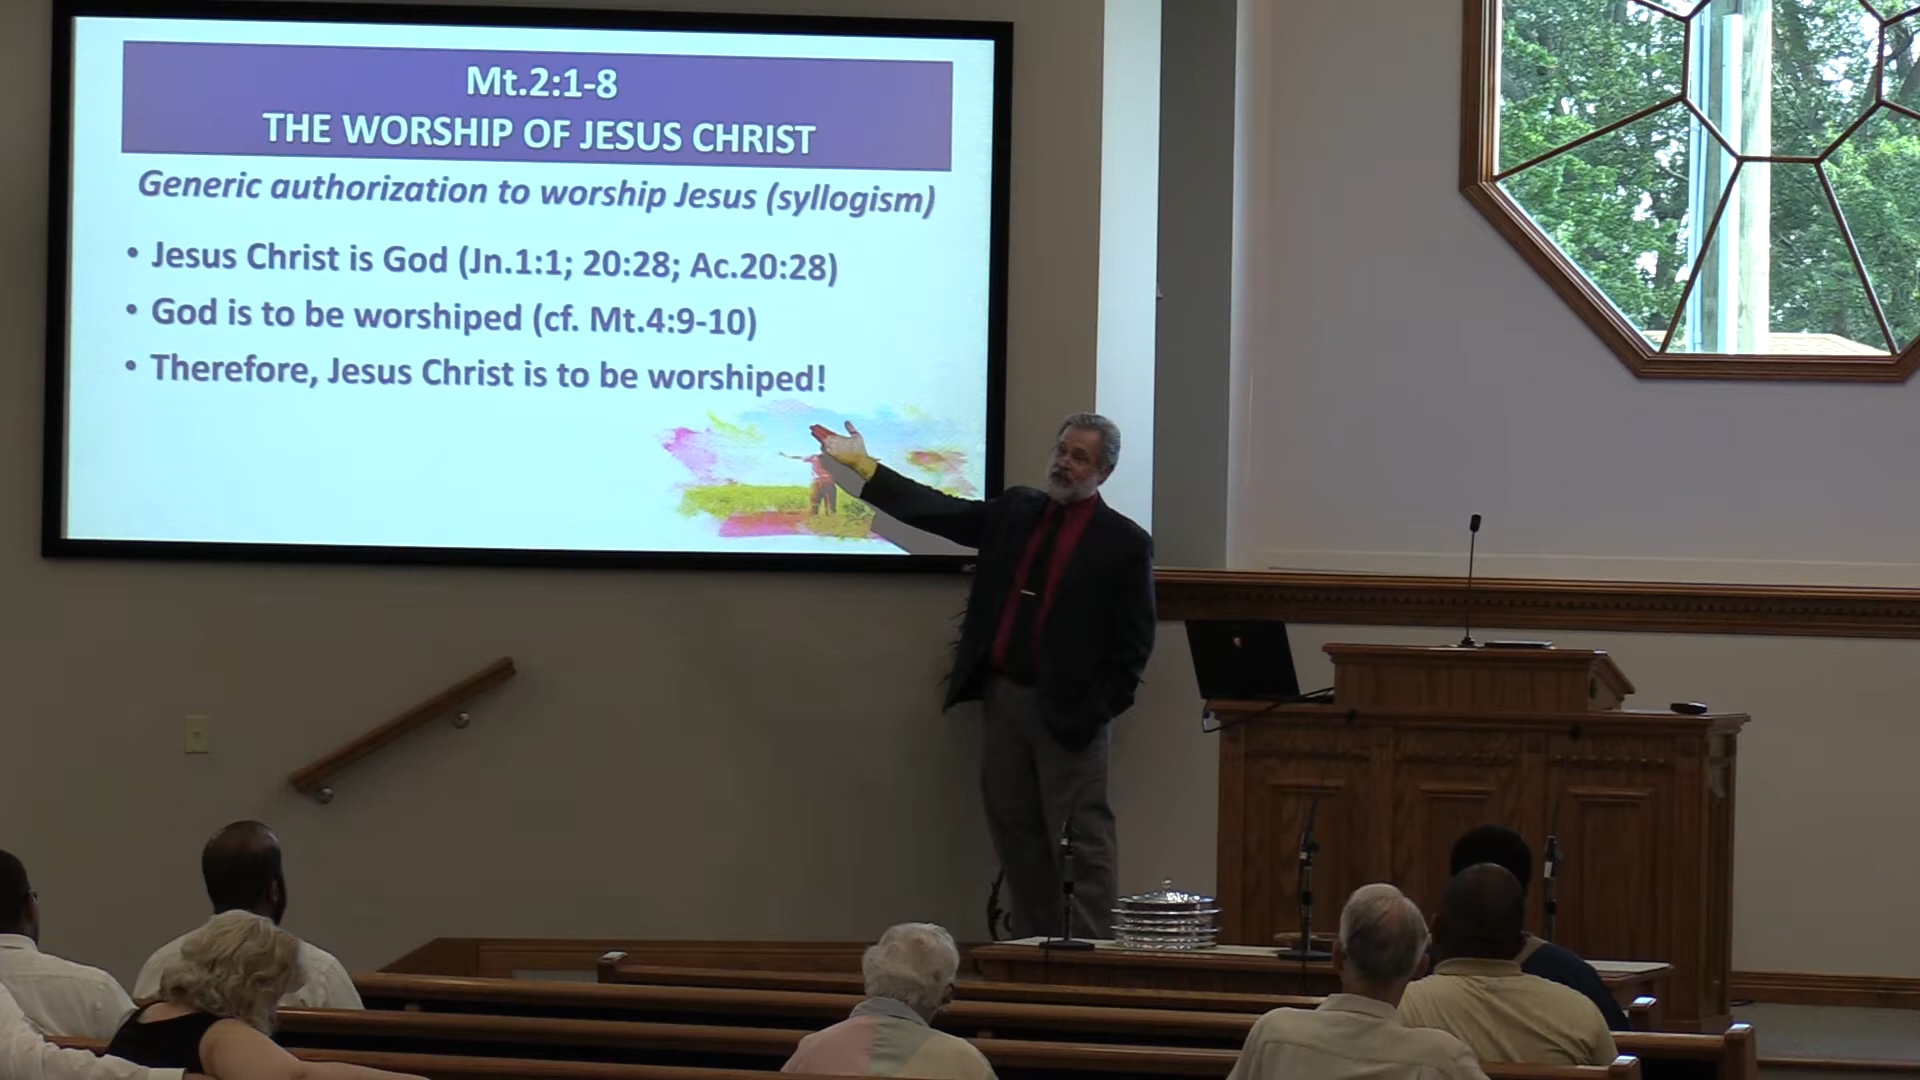 Mt.2:1-8
THE WORSHIP OF JESUS CHRIST
Generic authorization to worship Jesus (syllogism)
• Jesus Christ is God (Jn.1:1; 20:28; Ac.20:28)
• God is to be worshiped (cf. Mt.4:9-10)
• Therefore, Jesus Christ is to be worshiped!